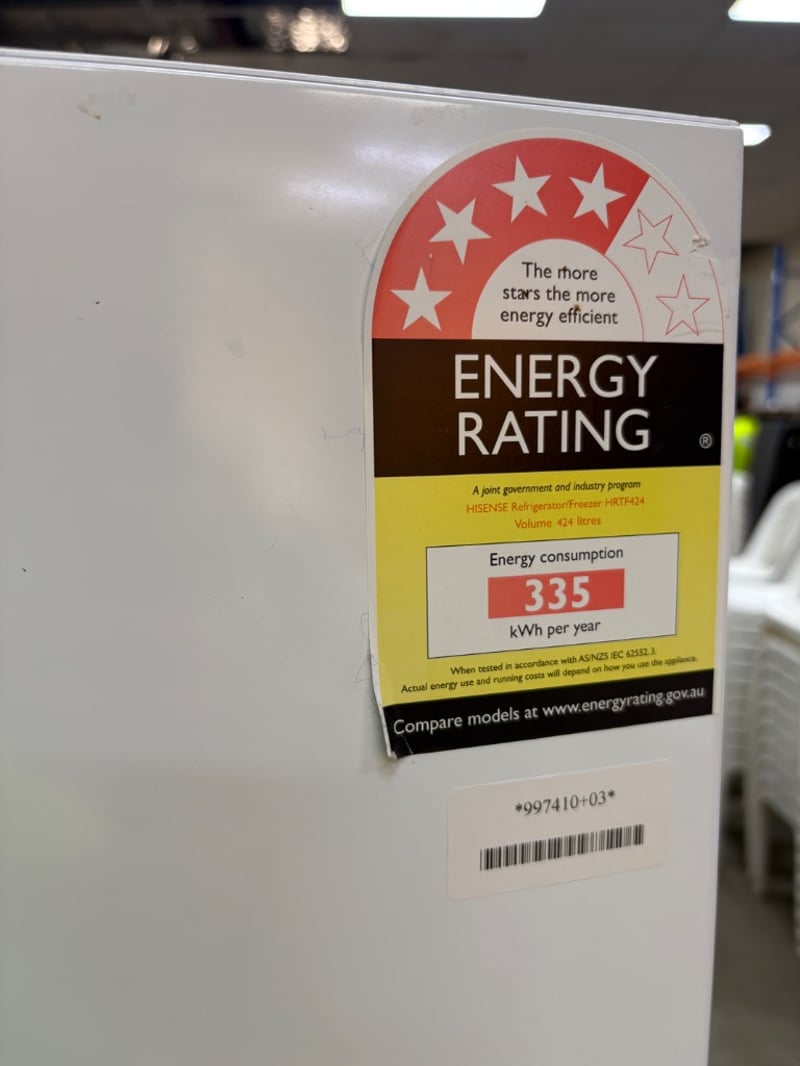 The more
stars the more
energy efficient
ENERGY
RATING
®
A joint government and industry program
HISENSE Refrigerator/Freezer HRTF424
Volume 424 litres
Energy consumption
335
kWh per year
When tested in accordance with AS/NZS IEC 62552.3.
Actual energy use and running costs will depend on how you use the appliance.
Compare models at www.energyrating.gov.au
*997410+03*